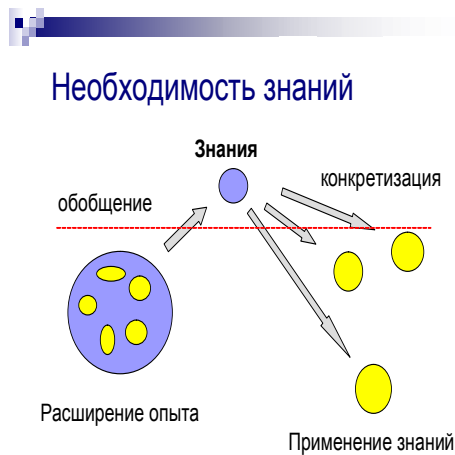 Необходимость знаний
Знания
конкретизация
обобщение
Расширение опыта
Применение знаний